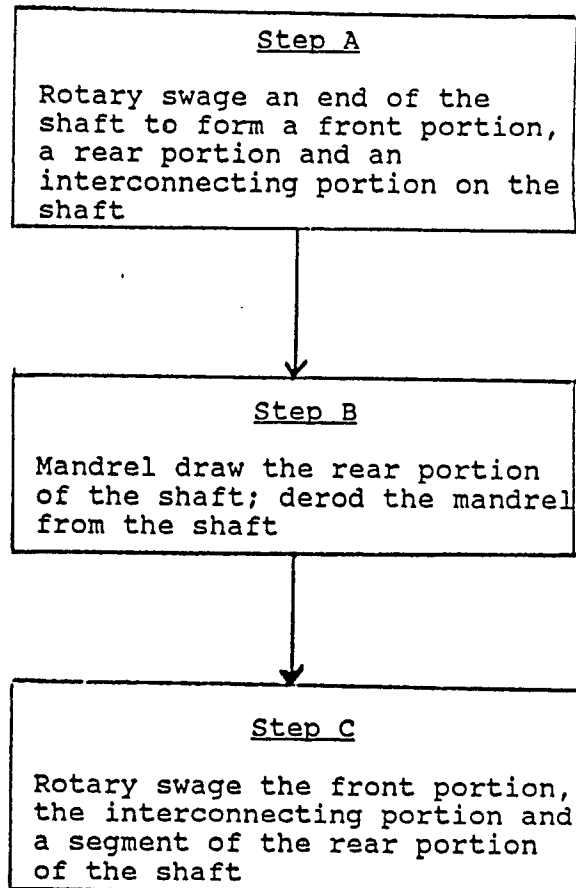 Step A
Rotary swage an end of the
shaft to form a front portion,
a rear portion and an
interconnecting portion on the
shaft
Step B
Mandrel draw the rear portion
of the shaft; derod the mandrel
from the shaft
Step C
Rotary swage the front portion,
the interconnecting portion and
a segment of the rear portion
of the shaft